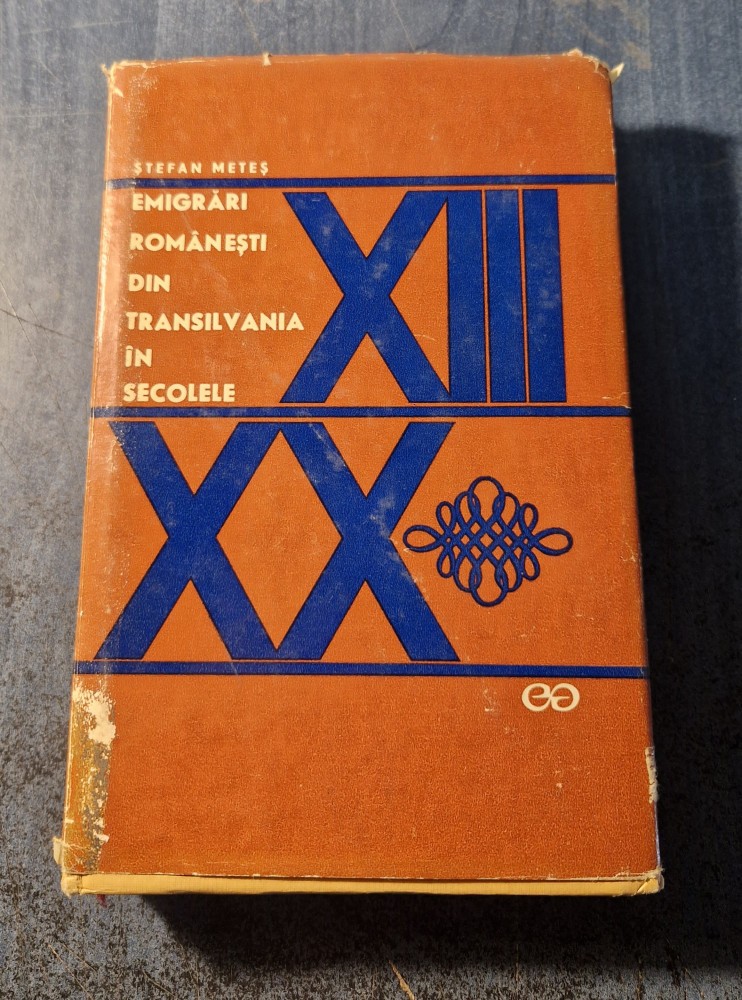 ȘTEFAN METEȘ
EMIGRĂRI
ROMÂNEȘTI
DIN
TRANSILVANIA
ÎN
SECOLELE
XIII
XX